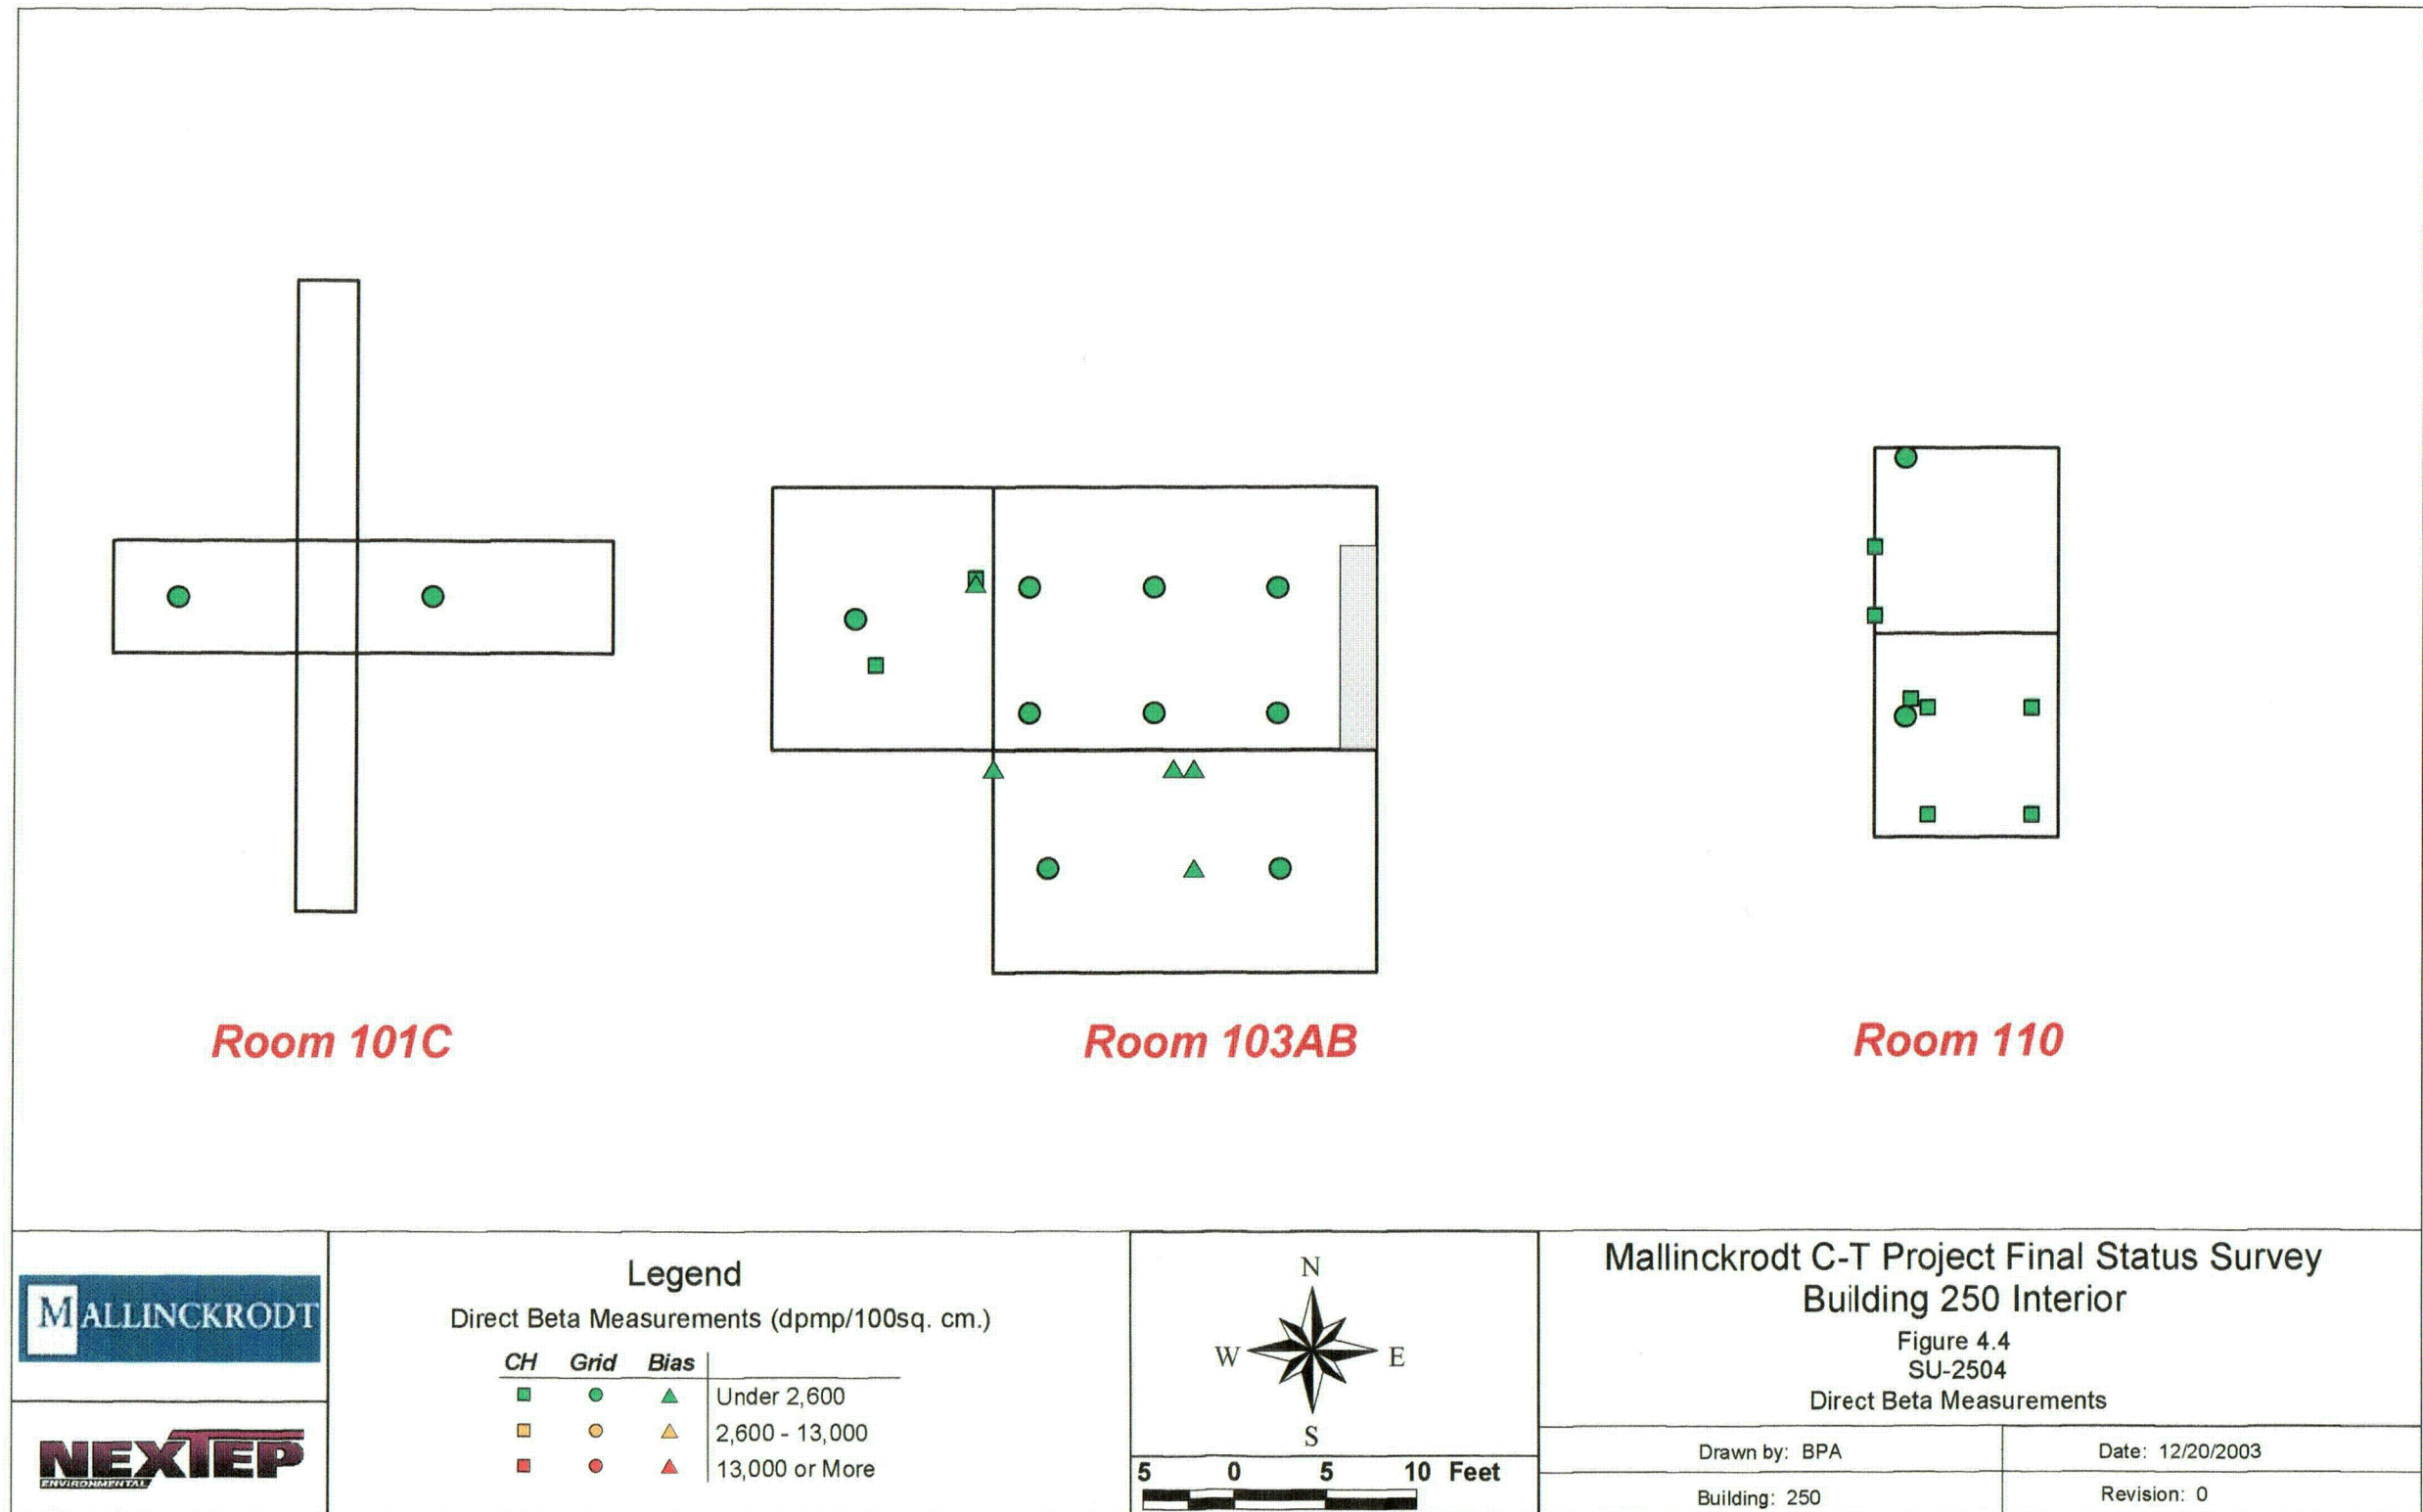 Room 101C
Room 103AB
Room 110
MALLINCKRODT
NEXTEP
ENVIRONMENTAL
Legend
Direct Beta Measurements (dpmp/100sq. cm.)
CH Grid Bias
Under 2,600
2,600 - 13,000
13,000 or More
N
W E
S
5 0 5 10 Feet
Mallinckrodt C-T Project Final Status Survey
Building 250 Interior
Figure 4.4
SU-2504
Direct Beta Measurements
Drawn by: BPA
Date: 12/20/2003
Building: 250
Revision: 0